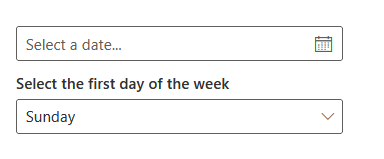 Select a date...
Select the first day of the week
Sunday